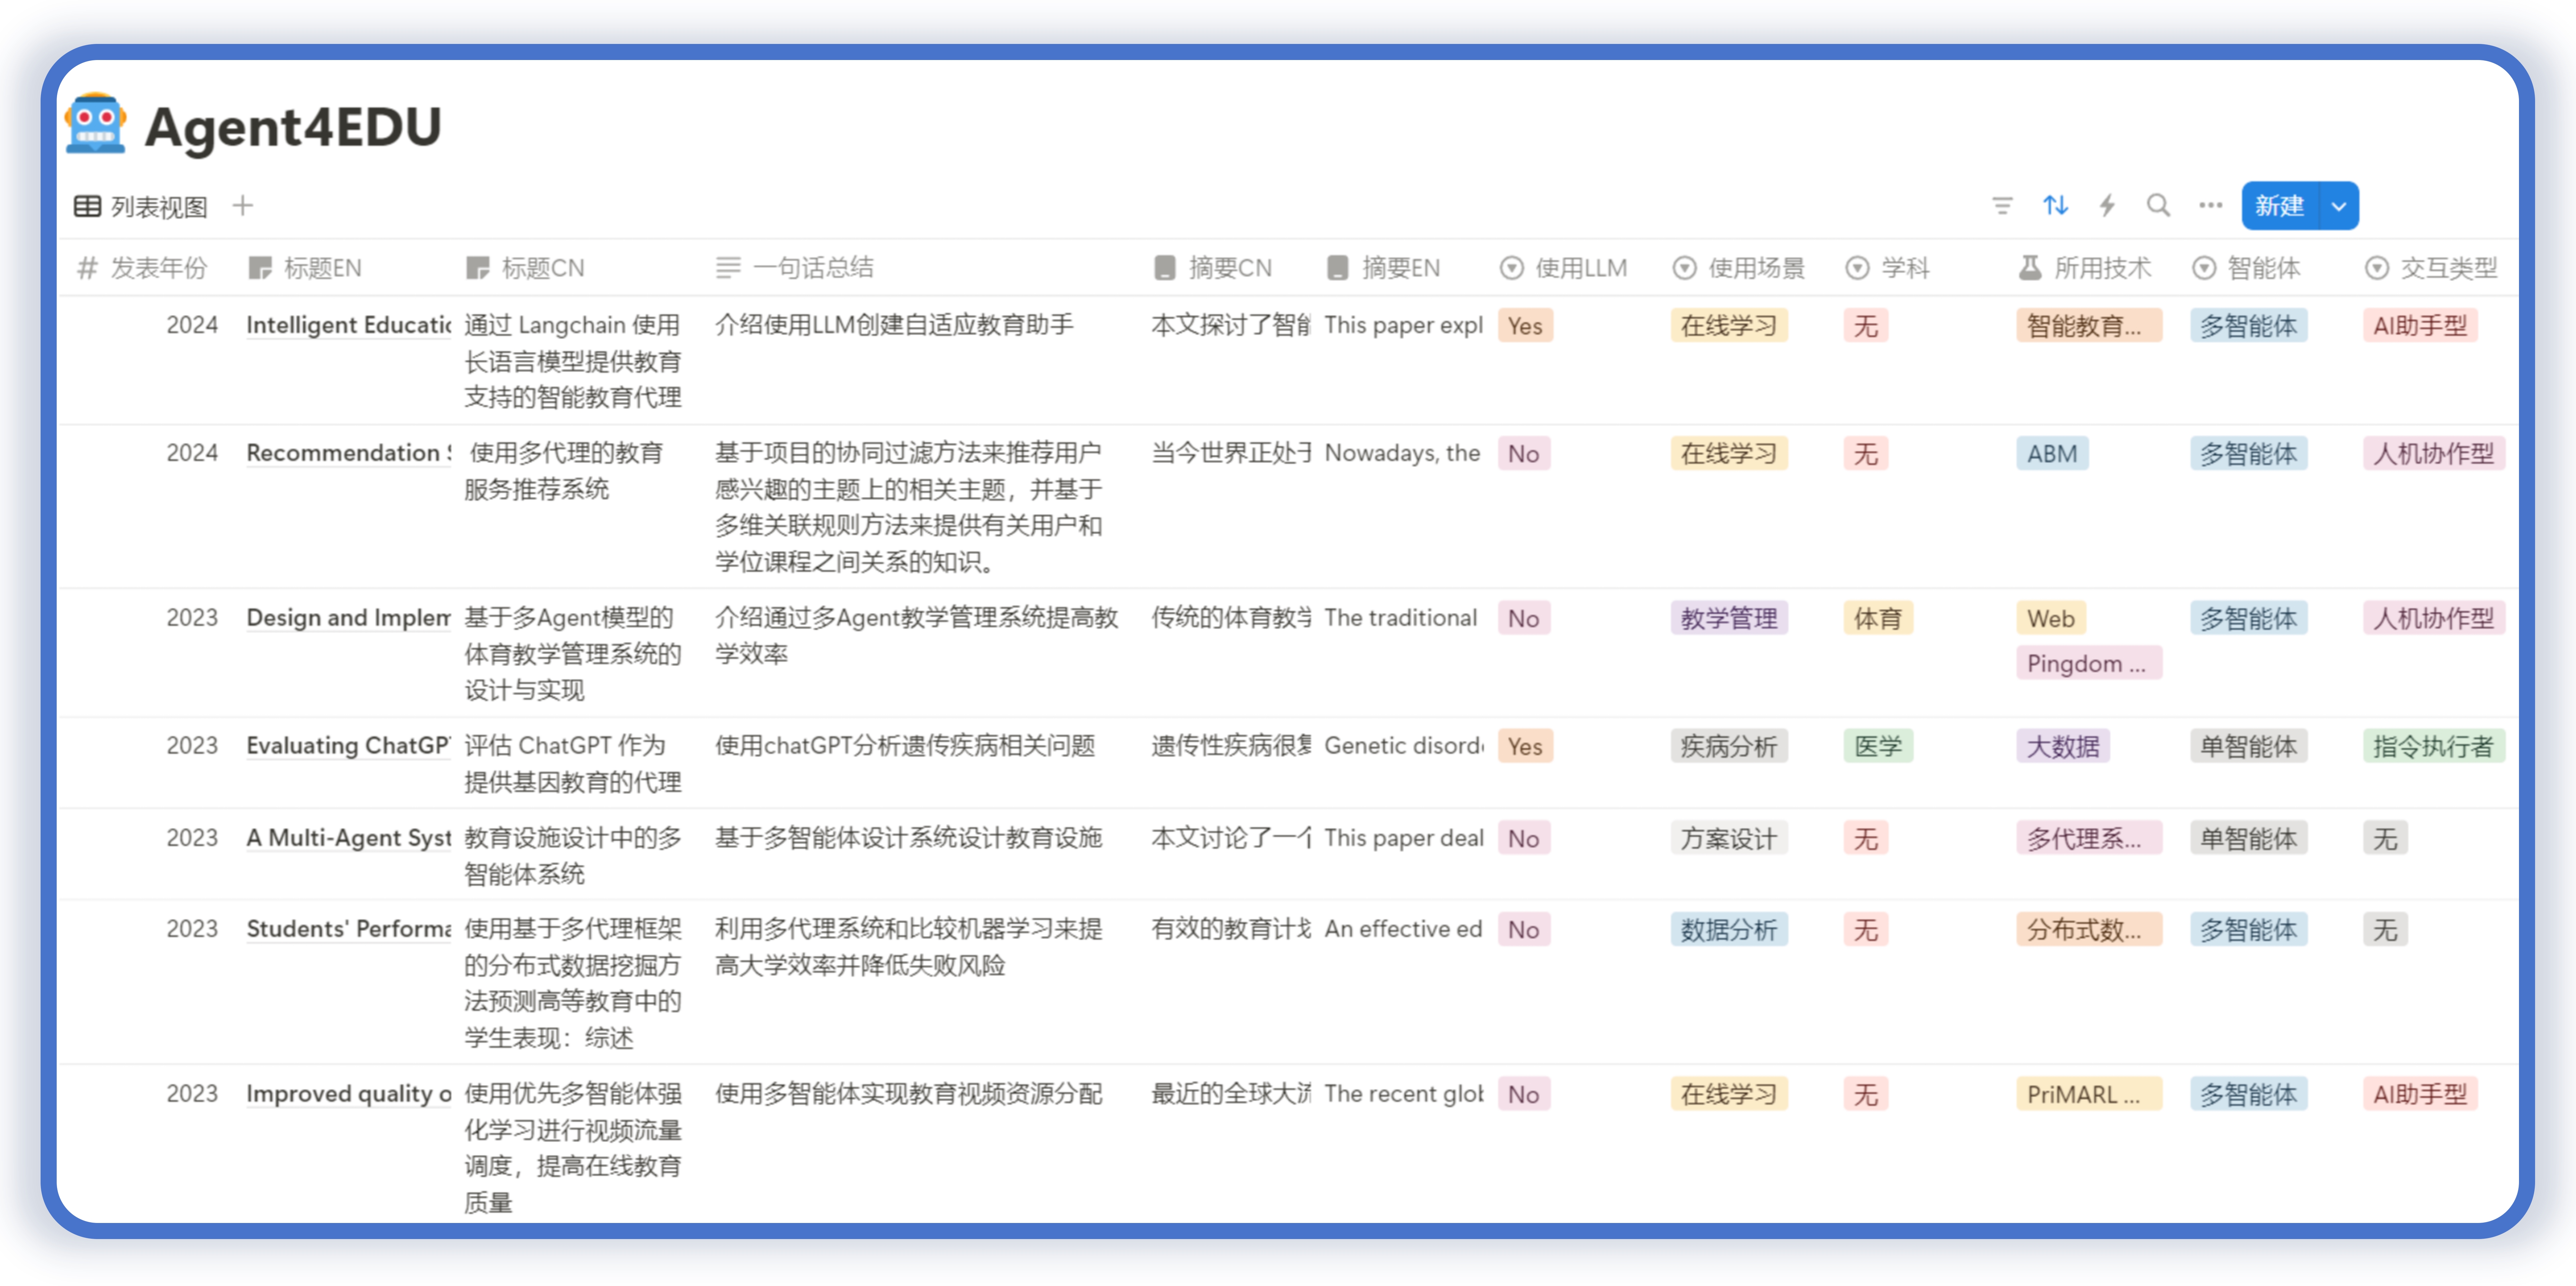 Agent4EDU
列表视图
新建
发表年份 标题EN 标题CN 一句话总结 摘要CN 摘要EN 使用LLM 使用场景 学科 所用技术 智能体 交互类型
2024 Intelligent Educatic 通过 Langchain 使用 介绍使用LLM创建自适应教育助手 本文探讨了智能 This paper expl Yes 在线学习 无 智能教育... 多智能体 AI助手型
长语言模型提供教育
支持的智能教育代理
2024 Recommendation 使用多代理的教育 基于项目的协同过滤方法来推荐用户 当今世界正处于 Nowadays, the No 在线学习 无 ABM 多智能体 人机协作型
服务推荐系统 感兴趣的主题上的相关主题，并基于
多维关联规则方法来提供有关用户和
学位课程之间关系的知识。
2023 Design and Implem 基于多Agent模型的 介绍通过多Agent教学管理系统提高教 传统的体育教学 The traditional No 教学管理 体育 Web 多智能体 人机协作型
体育教学管理系统的 学效率 Pingdom ...
设计与实现
2023 Evaluating ChatGP 评估 ChatGPT 作为 使用chatGPT分析遗传疾病相关问题 遗传性疾病很复 Genetic disord Yes 疾病分析 医学 大数据 单智能体 指令执行者
提供基因教育的代理
2023 A Multi-Agent Syst 教育设施设计中的多 基于多智能体设计系统设计教育设施 本文讨论了一个 This paper deal No 方案设计 无 多代理系... 单智能体 无
智能体系统
2023 Students' Performa 使用基于多代理框架 利用多代理系统和比较机器学习来提 有效的教育计划 An effective ed No 数据分析 无 分布式数... 多智能体 无
的分布式数据挖掘方 高大学效率并降低失败风险
法预测高等教育中的
学生表现：综述
2023 Improved quality o 使用优先多智能体强 使用多智能体实现教育视频资源分配 最近的全球大流 The recent glob No 在线学习 无 PriMARL ... 多智能体 AI助手型
化学习进行视频流量
调度，提高在线教育
质量